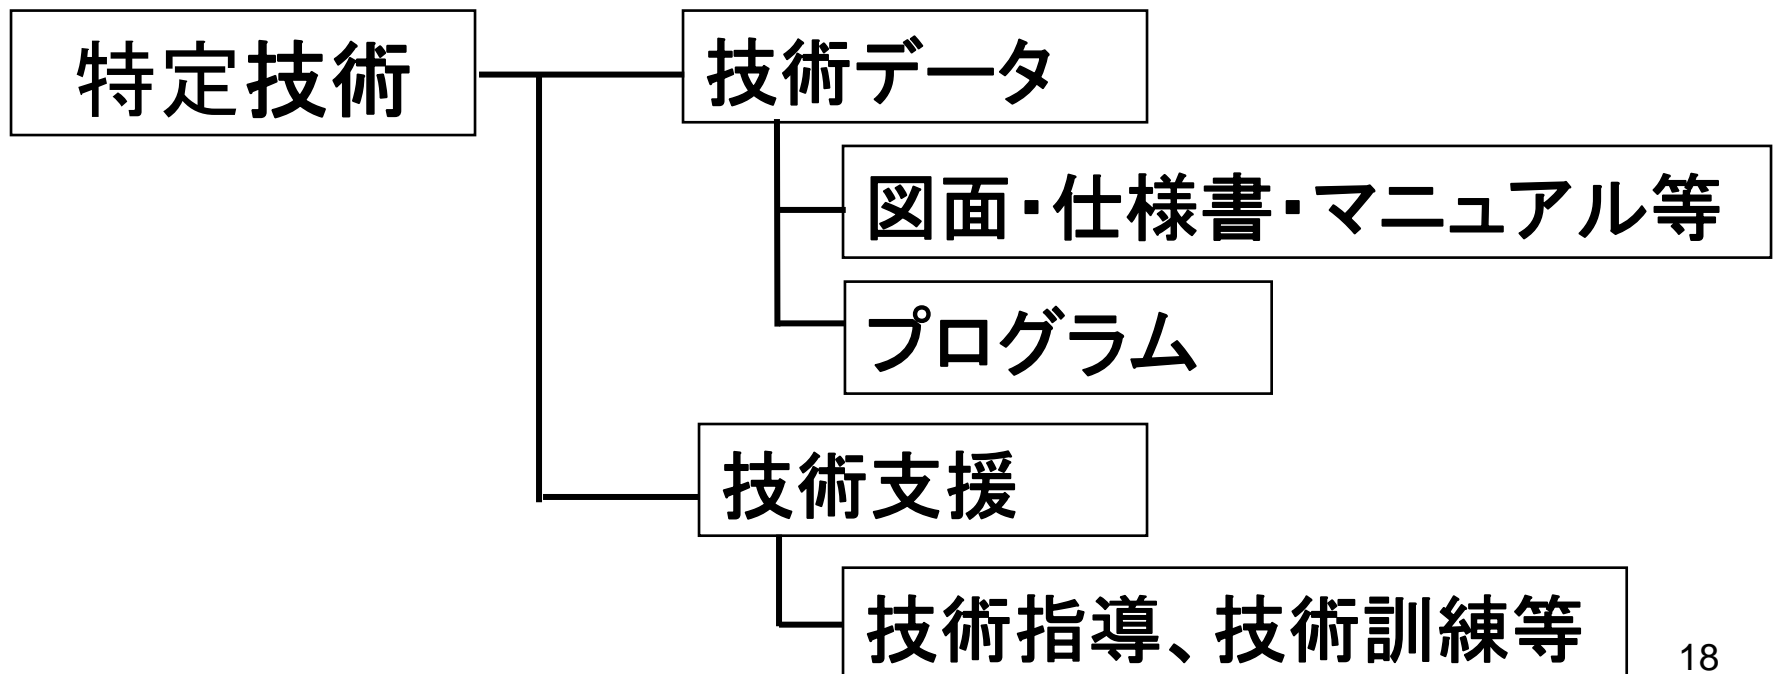 特定技術
技術データ
図面・仕様書・マニュアル等
プログラム
技術支援
技術指導、技術訓練等
18